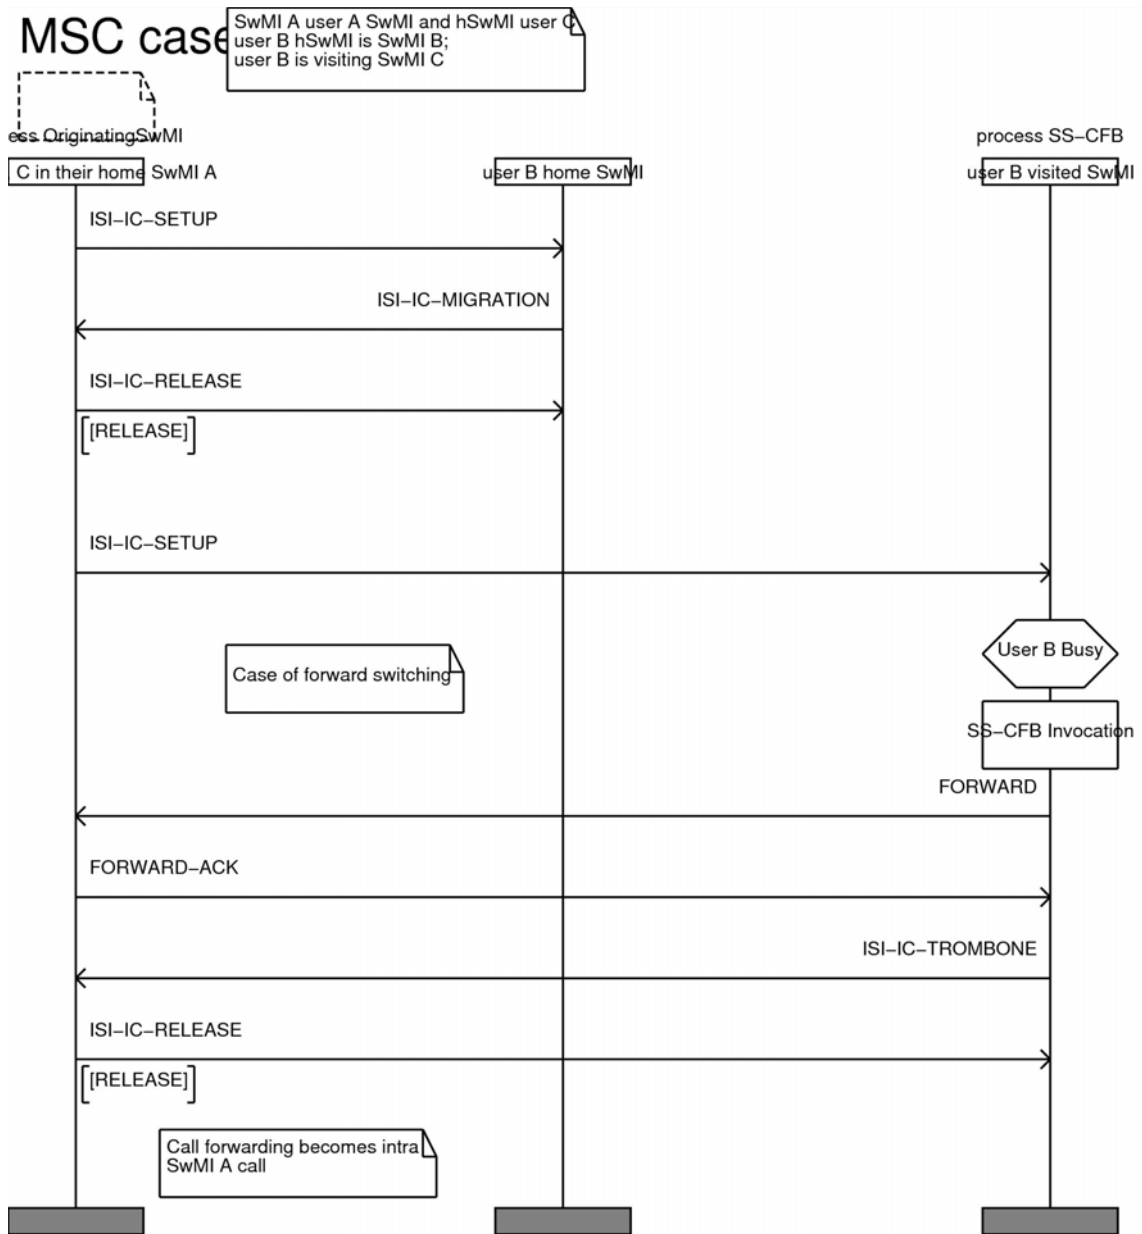 MSC case
SwMI A user A SwMI and hSwMI user C
user B hSwMI is SwMI B;
user B is visiting SwMI C
ess OriginatingSwMI
process SS-CFB
C in their home SwMI A
user B home SwMI
user B visited SwMI
ISI-IC-SETUP
ISI-IC-MIGRATION
ISI-IC-RELEASE
[RELEASE]
ISI-IC-SETUP
User B Busy
Case of forward switching
SS-CFB Invocation
FORWARD
FORWARD-ACK
ISI-IC-TROMBONE
ISI-IC-RELEASE
[RELEASE]
Call forwarding becomes intra
SwMI A call